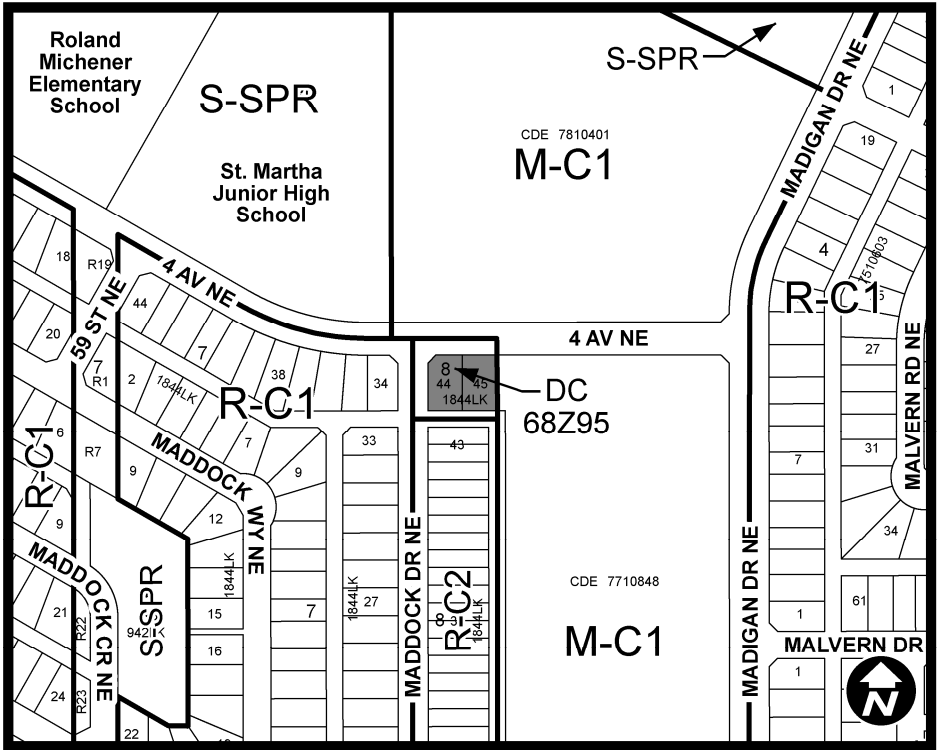 Roland
Michener
Elementary
School
S-SPR
St. Martha
Junior High
School
S-SPR
CDE 7810401
M-C1
MADIGAN DR NE
1
19
4
7510603
R-C1
27
31
34
MALVERN RD NE
7
61
1
MALVERN DR
1
N
18
R19
4 AV NE
59 ST NE
44
20
7
R1
2
1844LK
7
38
34
R-C1
4 AV NE
8
44
45
1844LK
DC
68Z95
6
R7
R-C1
MADDOCK
WY NE
7
9
9
12
33
43
9
MADDOCK CR NE
S-SPR
1844LK
15
16
7
1844LK
27
MADDOCK DR NE
R-C2
8
1844LK
CDE 7710848
M-C1
MADIGAN DR NE
21
R22
24
R23
22